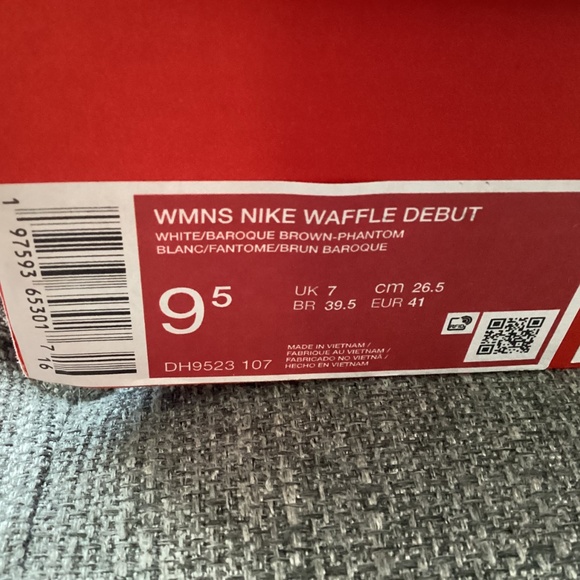 WMNS NIKE WAFFLE DEBUT
WHITE/BAROQUE BROWN-PHANTOM
BLANC/FANTOME/BRUN BAROQUE
9⁵
UK 7 cm 26.5
BR 39.5 EUR 41
DH9523 107
MADE IN VIETNAM /
FABRIQUE AU VIETNAM /
FABRICADO NO VIETNÃ /
HECHO EN VIETNAM
1 97593 65301 7 16